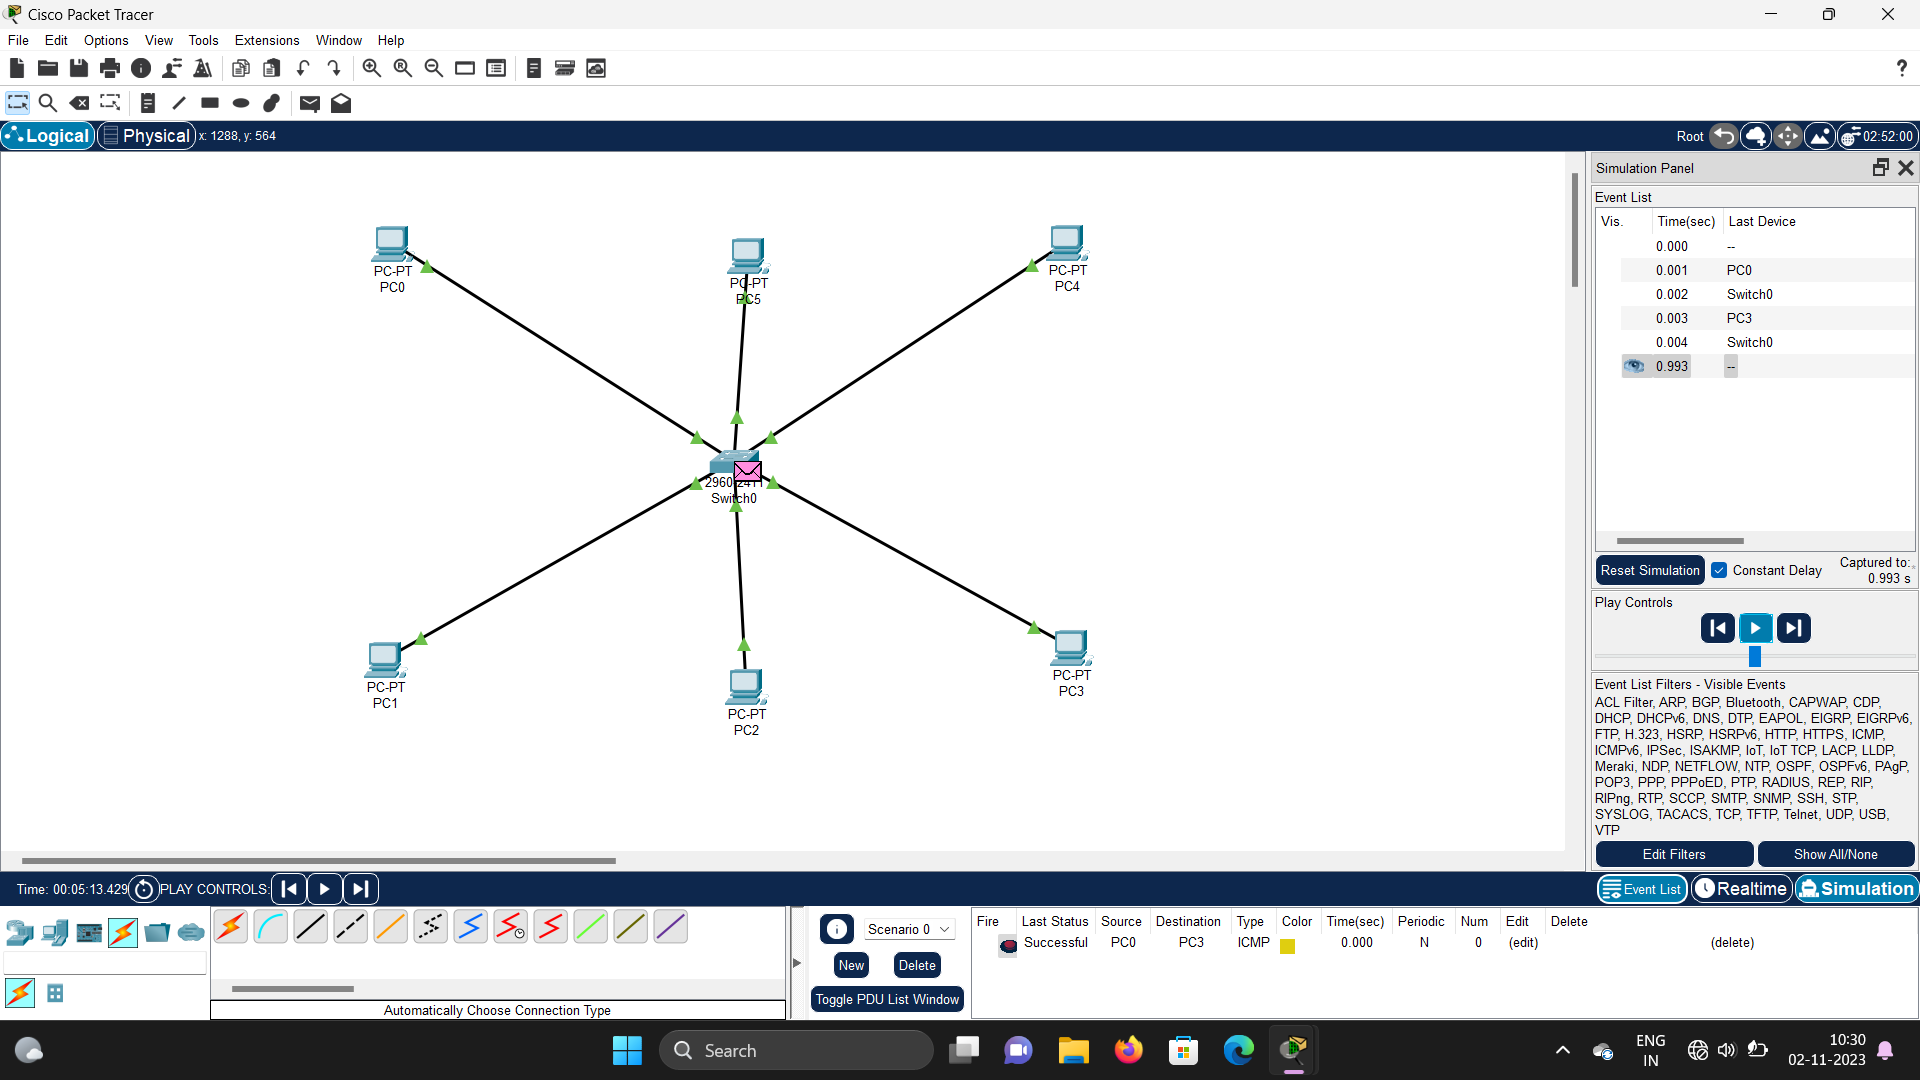 Cisco Packet Tracer
File Edit Options View Tools Extensions Window Help
?
Logical Physical x: 1288, y: 564 Root 02:52:00
Simulation Panel
Event List
Vis. Time(sec) Last Device
0.000 --
0.001 PC0
0.002 Switch0
0.003 PC3
0.004 Switch0
0.993 --
PC-PT
PC0
PC-PT
PC5
PC-PT
PC4
Switch0
PC-PT
PC1
PC-PT
PC2
PC-PT
PC3
Reset Simulation Constant Delay Captured to:
0.993 s
Play Controls
Event List Filters - Visible Events
ACL Filter, ARP, BGP, Bluetooth, CAPWAP, CDP,
DHCP, DHCPv6, DNS, DTP, EAPOL, EIGRP, EIGRPv6,
FTP, H.323, HSRP, HSRPv6, HTTP, HTTPS, ICMP,
ICMPv6, IPSec, ISAKMP, IoT, IoT TCP, LACP, LLDP,
Meraki, NDP, NETFLOW, NTP, OSPF, OSPFv6, PAgP,
POP3, PPP, PPPoED, PTP, RADIUS, REP, RIP,
RIPng, RTP, SCCP, SMTP, SNMP, SSH, STP,
SYSLOG, TACACS, TCP, TFTP, Telnet, UDP, USB,
VTP
Edit Filters Show All/None
Time: 00:05:13.429 PLAY CONTROLS: Event List Realtime Simulation
Scenario 0
New Delete
Toggle PDU List Window
Fire Last Status Source Destination Type Color Time(sec) Periodic Num Edit Delete
Successful PC0 PC3 ICMP 0.000 N 0 (edit) (delete)
Automatically Choose Connection Type
Search
ENG
IN
10:30
02-11-2023